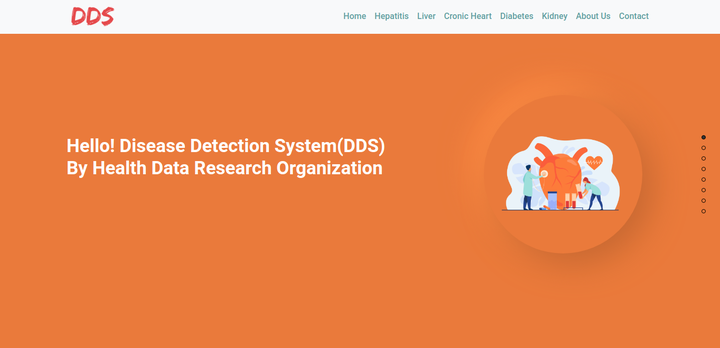 DDS
Home Hepatitis Liver Cronic Heart Diabetes Kidney About Us Contact
Hello! Disease Detection System(DDS)
By Health Data Research Organization